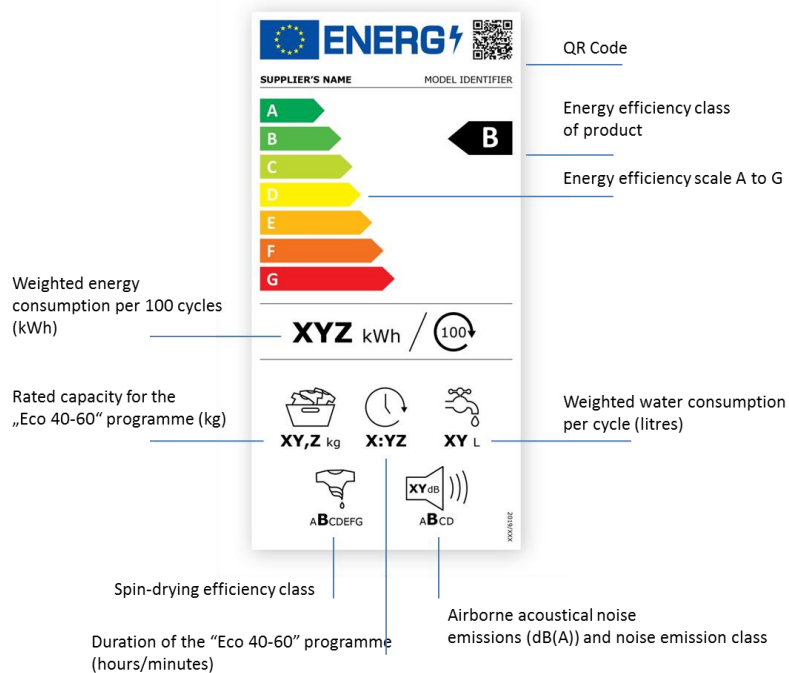 ENERG
QR Code
SUPPLIER'S NAME
MODEL IDENTIFIER
A
B
C
D
E
F
G
B
Energy efficiency class
of product
Energy efficiency scale A to G
Weighted energy
consumption per 100 cycles
(kWh)
XYZ kWh / 100
Rated capacity for the
„Eco 40-60“ programme (kg)
XY,Z kg
X:YZ
XY L
Weighted water consumption
per cycle (litres)
ABCDEFG
XYdB
ABCD
2019/XXX
Spin-drying efficiency class
Duration of the “Eco 40-60” programme
(hours/minutes)
Airborne acoustical noise
emissions (dB(A)) and noise emission class